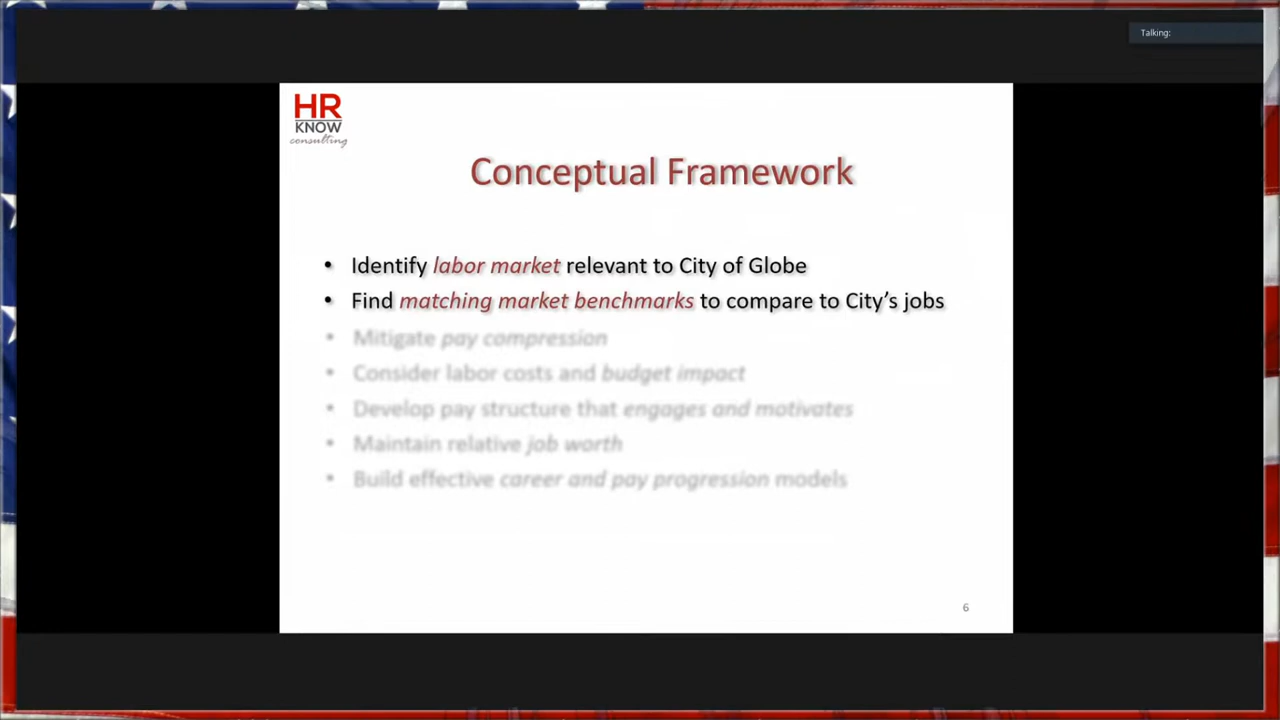 Talking:
HR
KNOW
consulting
Conceptual Framework
• Identify labor market relevant to City of Globe
• Find matching market benchmarks to compare to City's jobs
• Mitigate pay compression
• Consider labor costs and budget impact
• Develop pay structure that engages and motivates
• Maintain relative job worth
• Build effective career and pay progression models
6